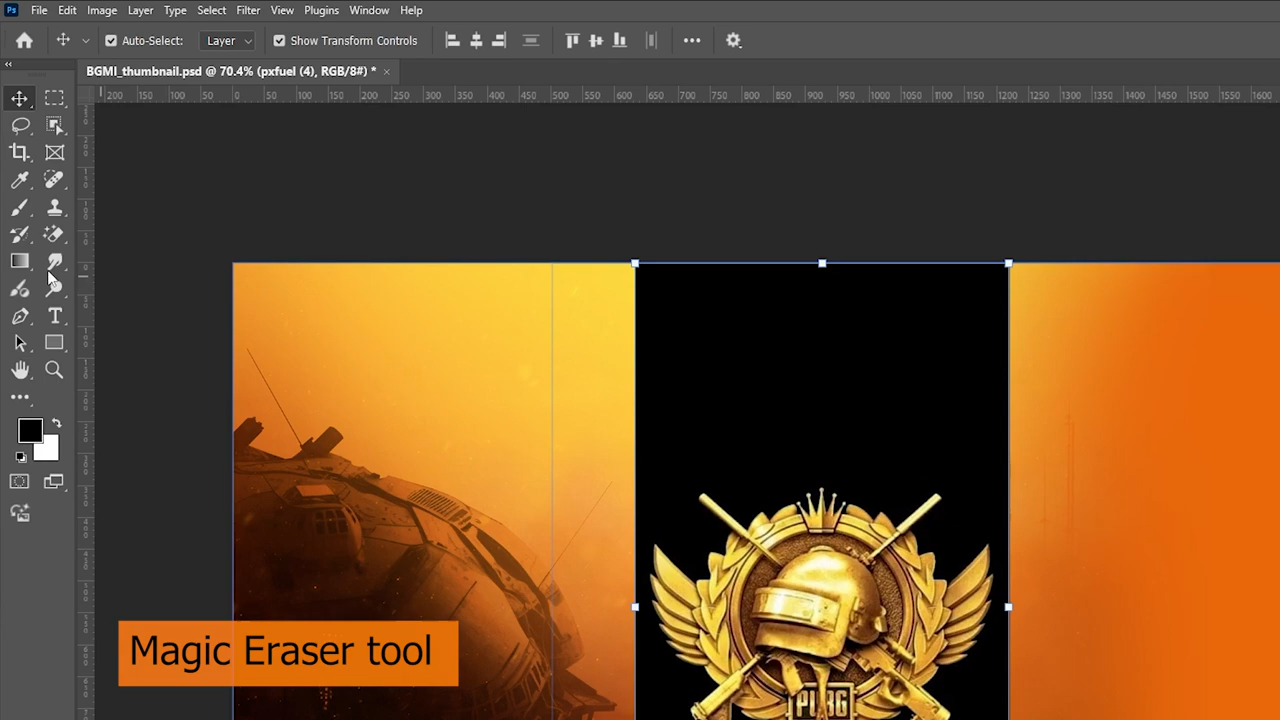 Ps File Edit Image Layer Type Select Filter View Plugins Window Help
Auto-Select: Layer Show Transform Controls
BGMI_thumbnail.psd @ 70.4% (pxfuel (4), RGB/8#) * ×
200 150 100 50 0 50 100 150 200 250 300 350 400 450 500 550 600 650 700 750 800 850 900 950 1000 1050 1100 1150 1200 1250 1300 1350 1400 1450 1500 1550 1600
T
Magic Eraser tool
PUBG